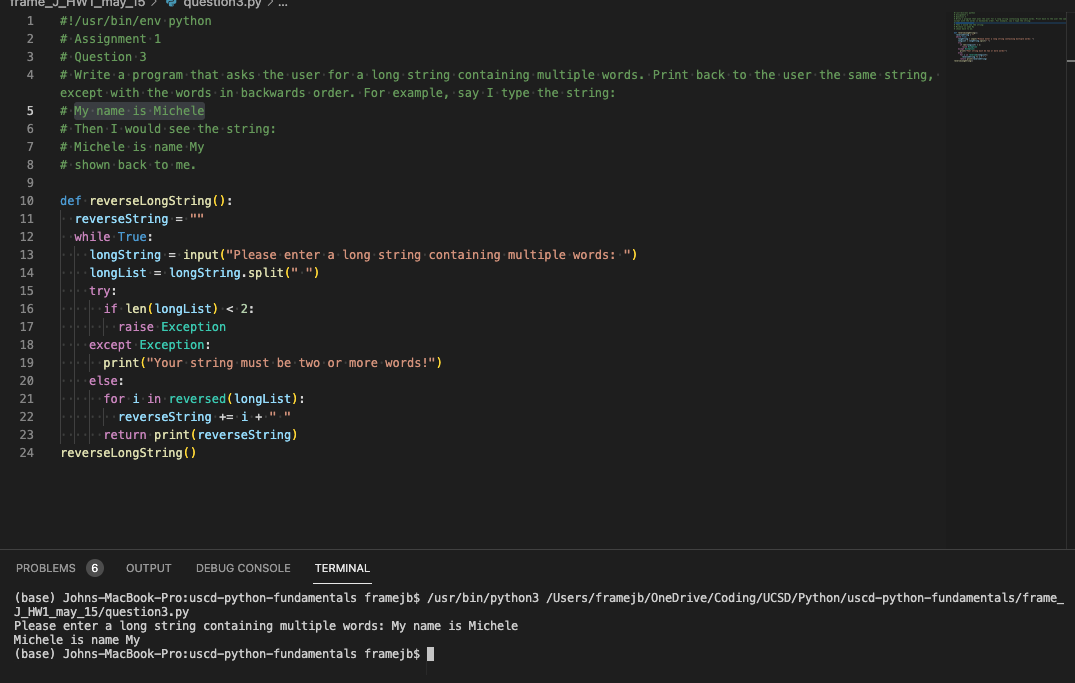 frame_J_HW1_may_15 > question3.py > ...
1 #!/usr/bin/env python
2 # Assignment 1
3 # Question 3
4 # Write a program that asks the user for a long string containing multiple words. Print back to the user the same string,
except with the words in backwards order. For example, say I type the string:
5 # My name is Michele
6 # Then I would see the string:
7 # Michele is name My
8 # shown back to me.
9
10 def reverseLongString():
11   reverseString = ""
12   while True:
13     longString = input("Please enter a long string containing multiple words: ")
14     longList = longString.split(" ")
15     try:
16       if len(longList) < 2:
17         raise Exception
18     except Exception:
19       print("Your string must be two or more words!")
20     else:
21       for i in reversed(longList):
22         reverseString += i + " "
23       return print(reverseString)
24 reverseLongString()
PROBLEMS 6 OUTPUT DEBUG CONSOLE TERMINAL
(base) Johns-MacBook-Pro:uscd-python-fundamentals framejb$ /usr/bin/python3 /Users/framejb/OneDrive/Coding/UCSD/Python/uscd-python-fundamentals/frame_
J_HW1_may_15/question3.py
Please enter a long string containing multiple words: My name is Michele
Michele is name My
(base) Johns-MacBook-Pro:uscd-python-fundamentals framejb$